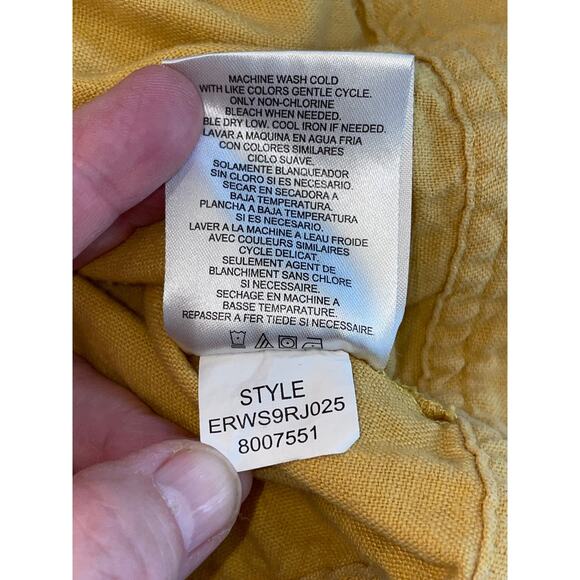 MACHINE WASH COLD
WITH LIKE COLORS GENTLE CYCLE.
ONLY NON-CHLORINE
BLEACH WHEN NEEDED.
BLE DRY LOW. COOL IRON IF NEEDED.
LAVAR A MAQUINA EN AGUA FRIA
CON COLORES SIMILARES
CICLO SUAVE.
SOLAMENTE BLANQUEADOR
SIN CLORO SI ES NECESARIO.
SECAR EN SECADORA A
BAJA TEMPERATURA.
PLANCHA A BAJA TEMPERATURA
SI ES NECESARIO.
LAVER A LA MACHINE A LEAU FROIDE
AVEC COULEURS SIMILAIRES
CYCLE DELICAT.
SEULEMENT AGENT DE
BLANCHIMENT SANS CHLORE
SI NECESSAIRE.
SECHAGE EN MACHINE A
BASSE TEMPARATURE.
REPASSER A FER TIEDE SI NECESSAIRE.
STYLE
ERWS9RJ025
8007551